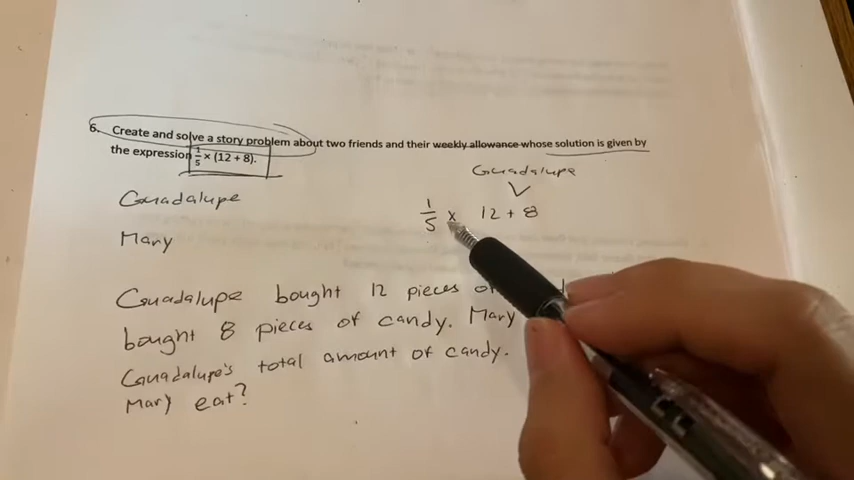 6. Create and solve a story problem about two friends and their weekly allowance whose solution is given by
the expression 1/5 × (12 + 8).
Guadalupe
Guadalupe
1/5 x 12 + 8
Mary
Guadalupe bought 12 pieces
bought 8 pieces of candy. Mary
Guadalupe's total amount of candy.
Mary eat?